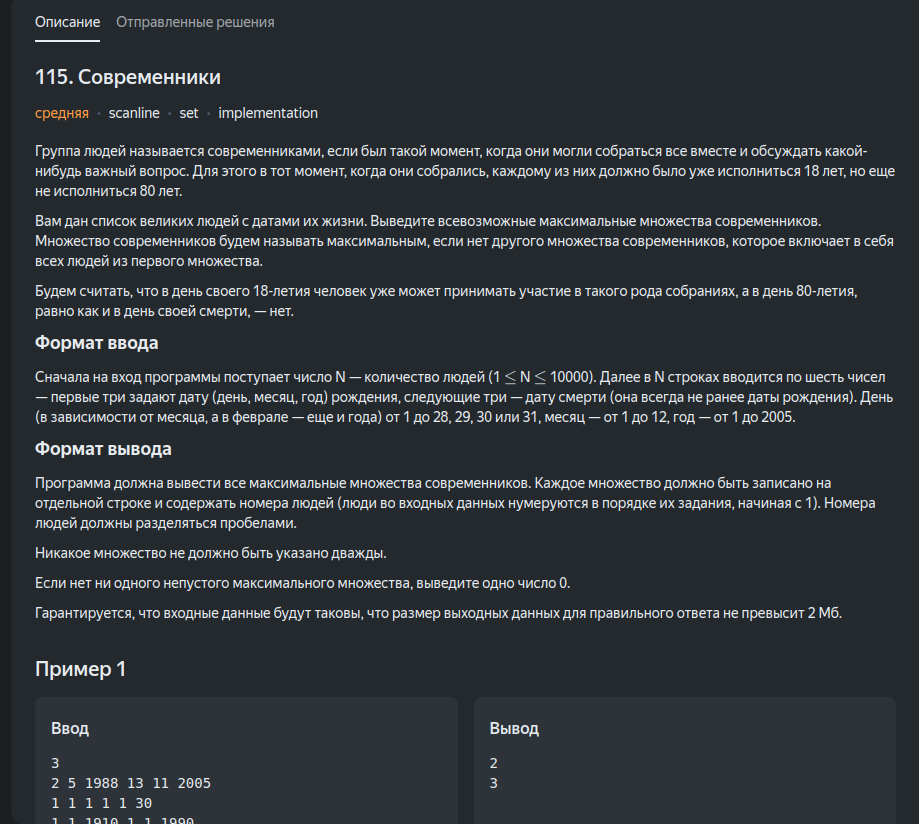 Описание Отправленные решения
115. Современники
средняя · scanline · set · implementation
Группа людей называется современниками, если был такой момент, когда они могли собраться все вместе и обсуждать какой-
нибудь важный вопрос. Для этого в тот момент, когда они собрались, каждому из них должно было уже исполниться 18 лет, но еще
не исполниться 80 лет.
Вам дан список великих людей с датами их жизни. Выведите всевозможные максимальные множества современников.
Множество современников будем называть максимальным, если нет другого множества современников, которое включает в себя
всех людей из первого множества.
Будем считать, что в день своего 18-летия человек уже может принимать участие в такого рода собраниях, а в день 80-летия,
равно как и в день своей смерти, — нет.
Формат ввода
Сначала на вход программы поступает число N — количество людей (1 ≤ N ≤ 10000). Далее в N строках вводится по шесть чисел
— первые три задают дату (день, месяц, год) рождения, следующие три — дату смерти (она всегда не ранее даты рождения). День
(в зависимости от месяца, а в феврале — еще и года) от 1 до 28, 29, 30 или 31, месяц — от 1 до 12, год — от 1 до 2005.
Формат вывода
Программа должна вывести все максимальные множества современников. Каждое множество должно быть записано на
отдельной строке и содержать номера людей (люди во входных данных нумеруются в порядке их задания, начиная с 1). Номера
людей должны разделяться пробелами.
Никакое множество не должно быть указано дважды.
Если нет ни одного непустого максимального множества, выведите одно число 0.
Гарантируется, что входные данные будут таковы, что размер выходных данных для правильного ответа не превысит 2 Мб.
Пример 1
Ввод
3
2 5 1988 13 11 2005
1 1 1 1 1 30
1 1 1910 1 1 1990
Вывод
2
3